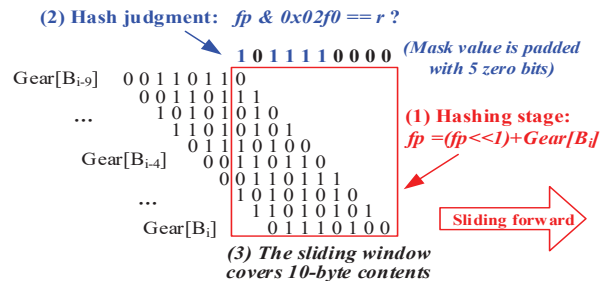 (2) Hash judgment: fp & 0x02f0 == r ?
1 0 1 1 1 1 0 0 0 0
(Mask value is padded
with 5 zero bits)
Gear[Bi-9] 0 0 1 1 0 1 1 0
0 0 1 1 0 1 1 1
... 1 0 1 0 1 0 1 0
1 1 0 1 0 1 0 1
0 1 1 1 0 1 0 0
Gear[Bi-4] 0 0 1 1 0 1 1 0
0 0 1 1 0 1 1 1
... 1 0 1 0 1 0 1 0
1 1 0 1 0 1 0 1
Gear[Bi] 0 1 1 1 0 1 0 0
(1) Hashing stage:
fp =(fp<<1)+Gear[Bi]
Sliding forward
(3) The sliding window
covers 10-byte contents